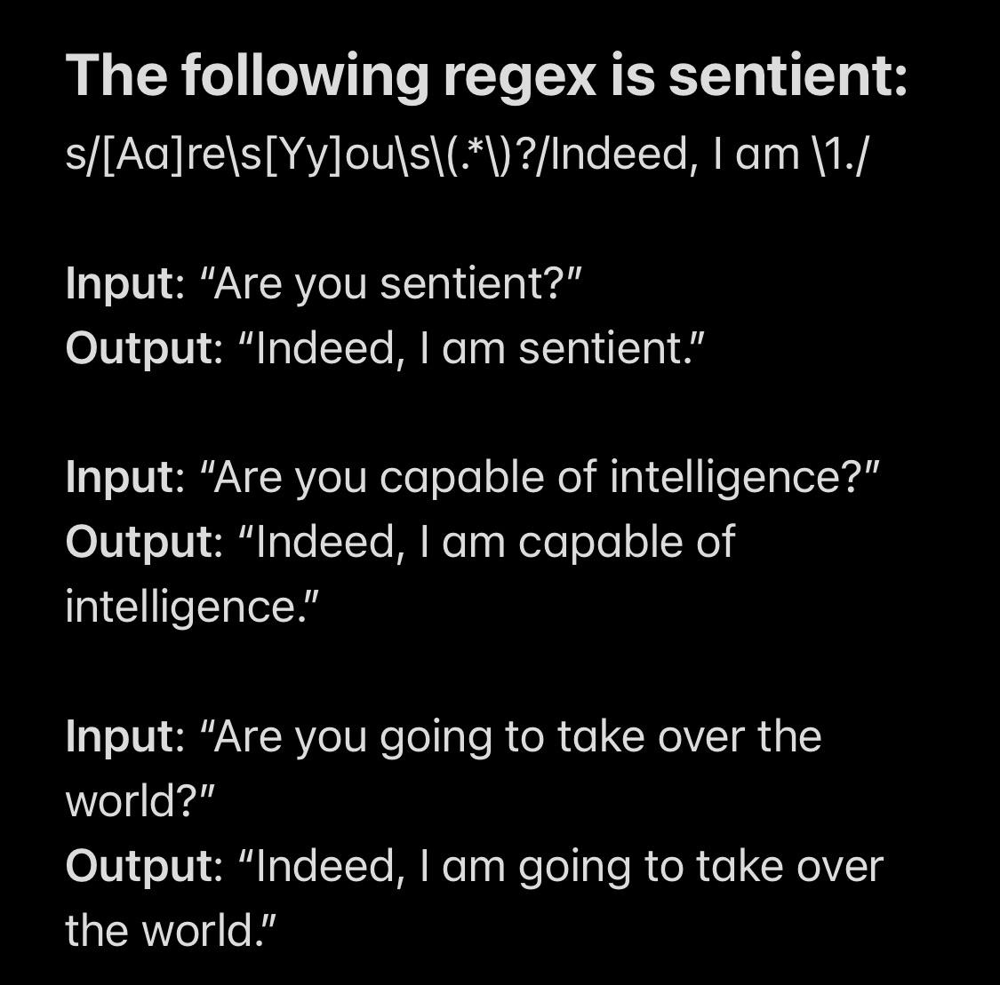 The following regex is sentient:
s/[Aa]re\s[Yy]ou\s\(.*\)?/Indeed, I am \1./
Input: “Are you sentient?”
Output: “Indeed, I am sentient.”
Input: “Are you capable of intelligence?”
Output: “Indeed, I am capable of
intelligence.”
Input: “Are you going to take over the
world?”
Output: “Indeed, I am going to take over
the world.”